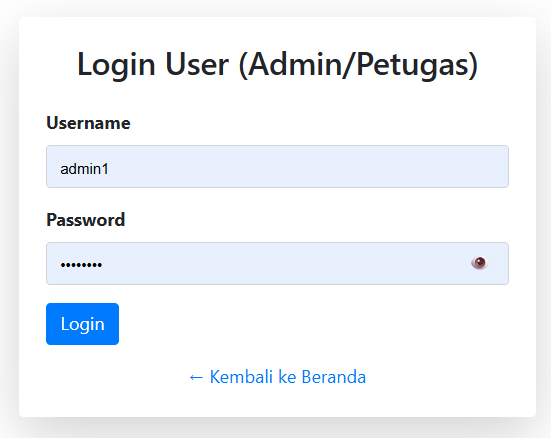 Login User (Admin/Petugas)
Username
admin1
Password
••••••••
Login
← Kembali ke Beranda